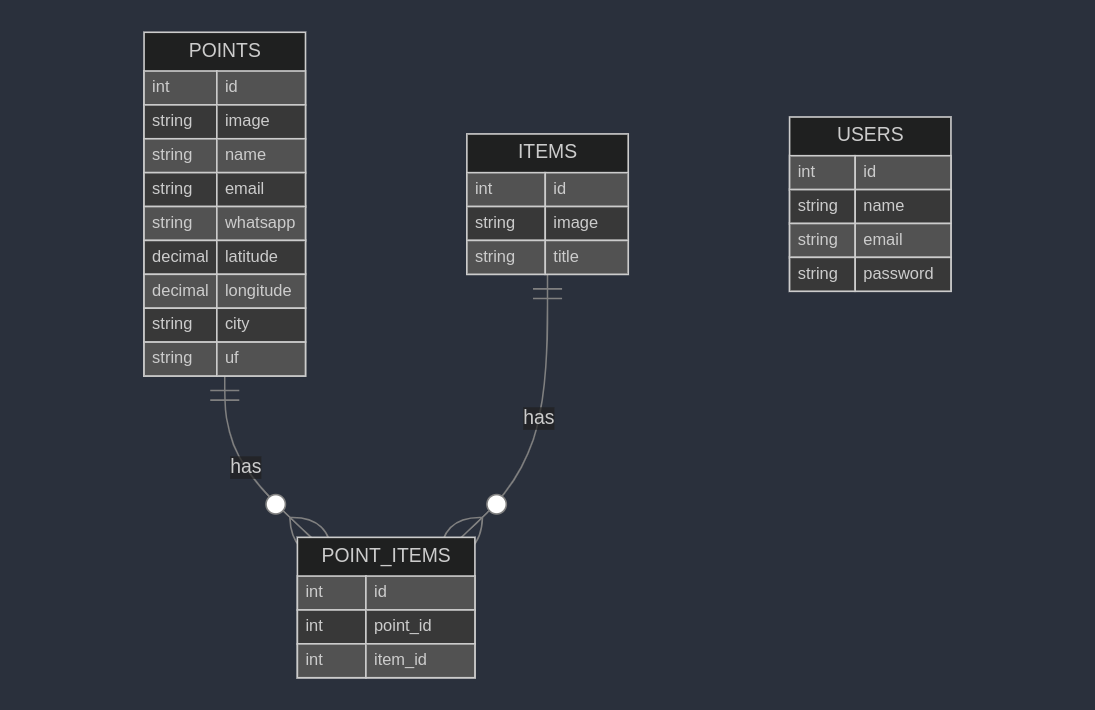 POINTS
int id
string image
string name
string email
string whatsapp
decimal latitude
decimal longitude
string city
string uf
ITEMS
int id
string image
string title
USERS
int id
string name
string email
string password
has
has
POINT_ITEMS
int id
int point_id
int item_id